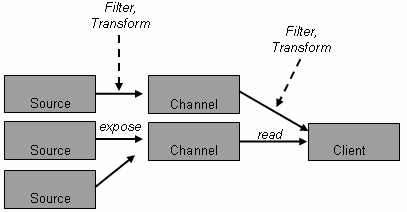 Filter,
Transform
Filter,
Transform
Source
Channel
expose
read
Source
Channel
Client
Source